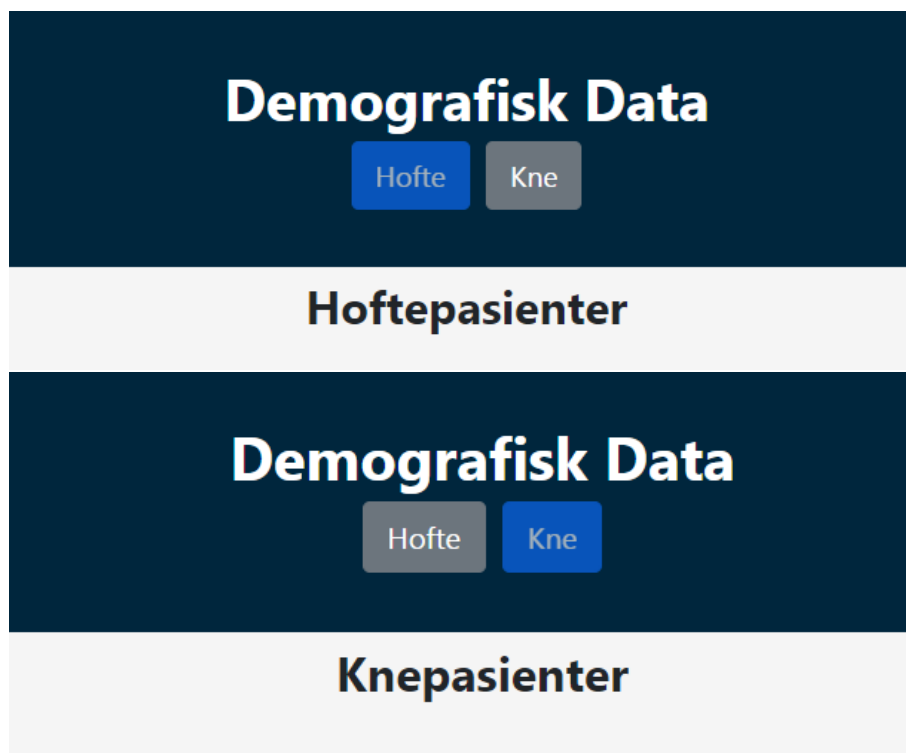 Demografisk Data
Hofte Kne
Hoftepasienter
Demografisk Data
Hofte Kne
Knepasienter